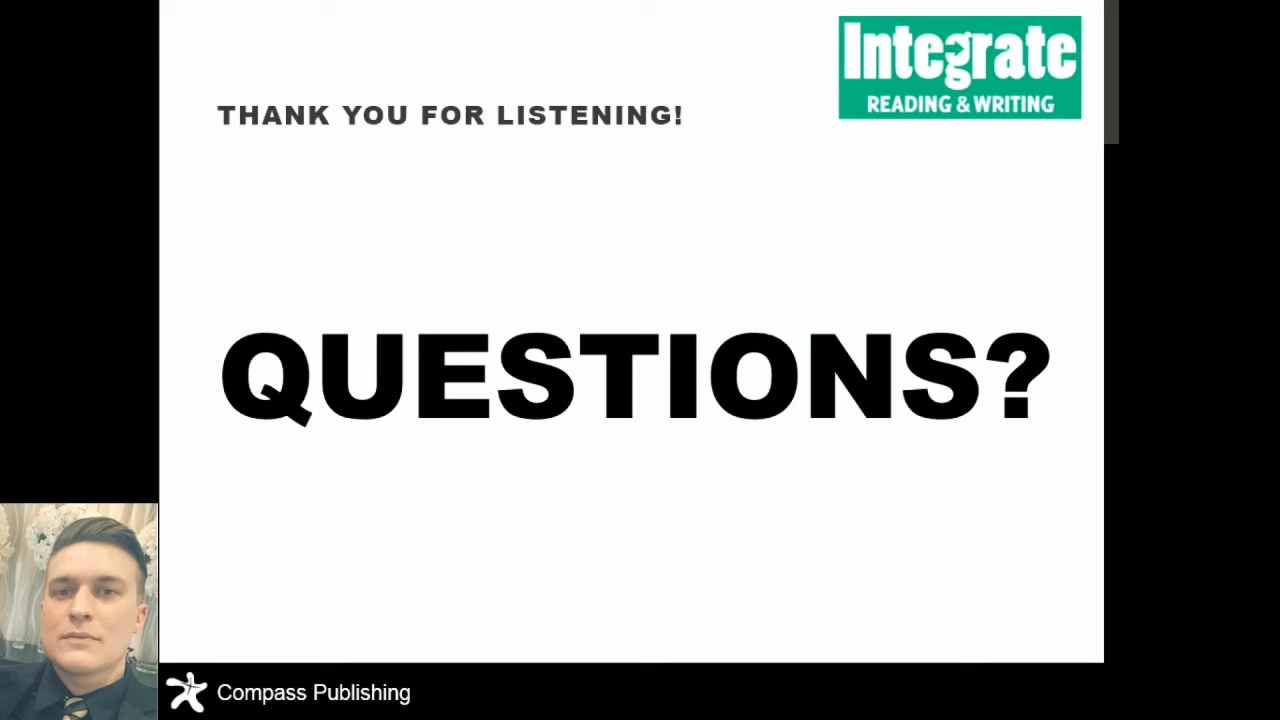 Integrate
READING & WRITING
THANK YOU FOR LISTENING!
QUESTIONS?
Compass Publishing